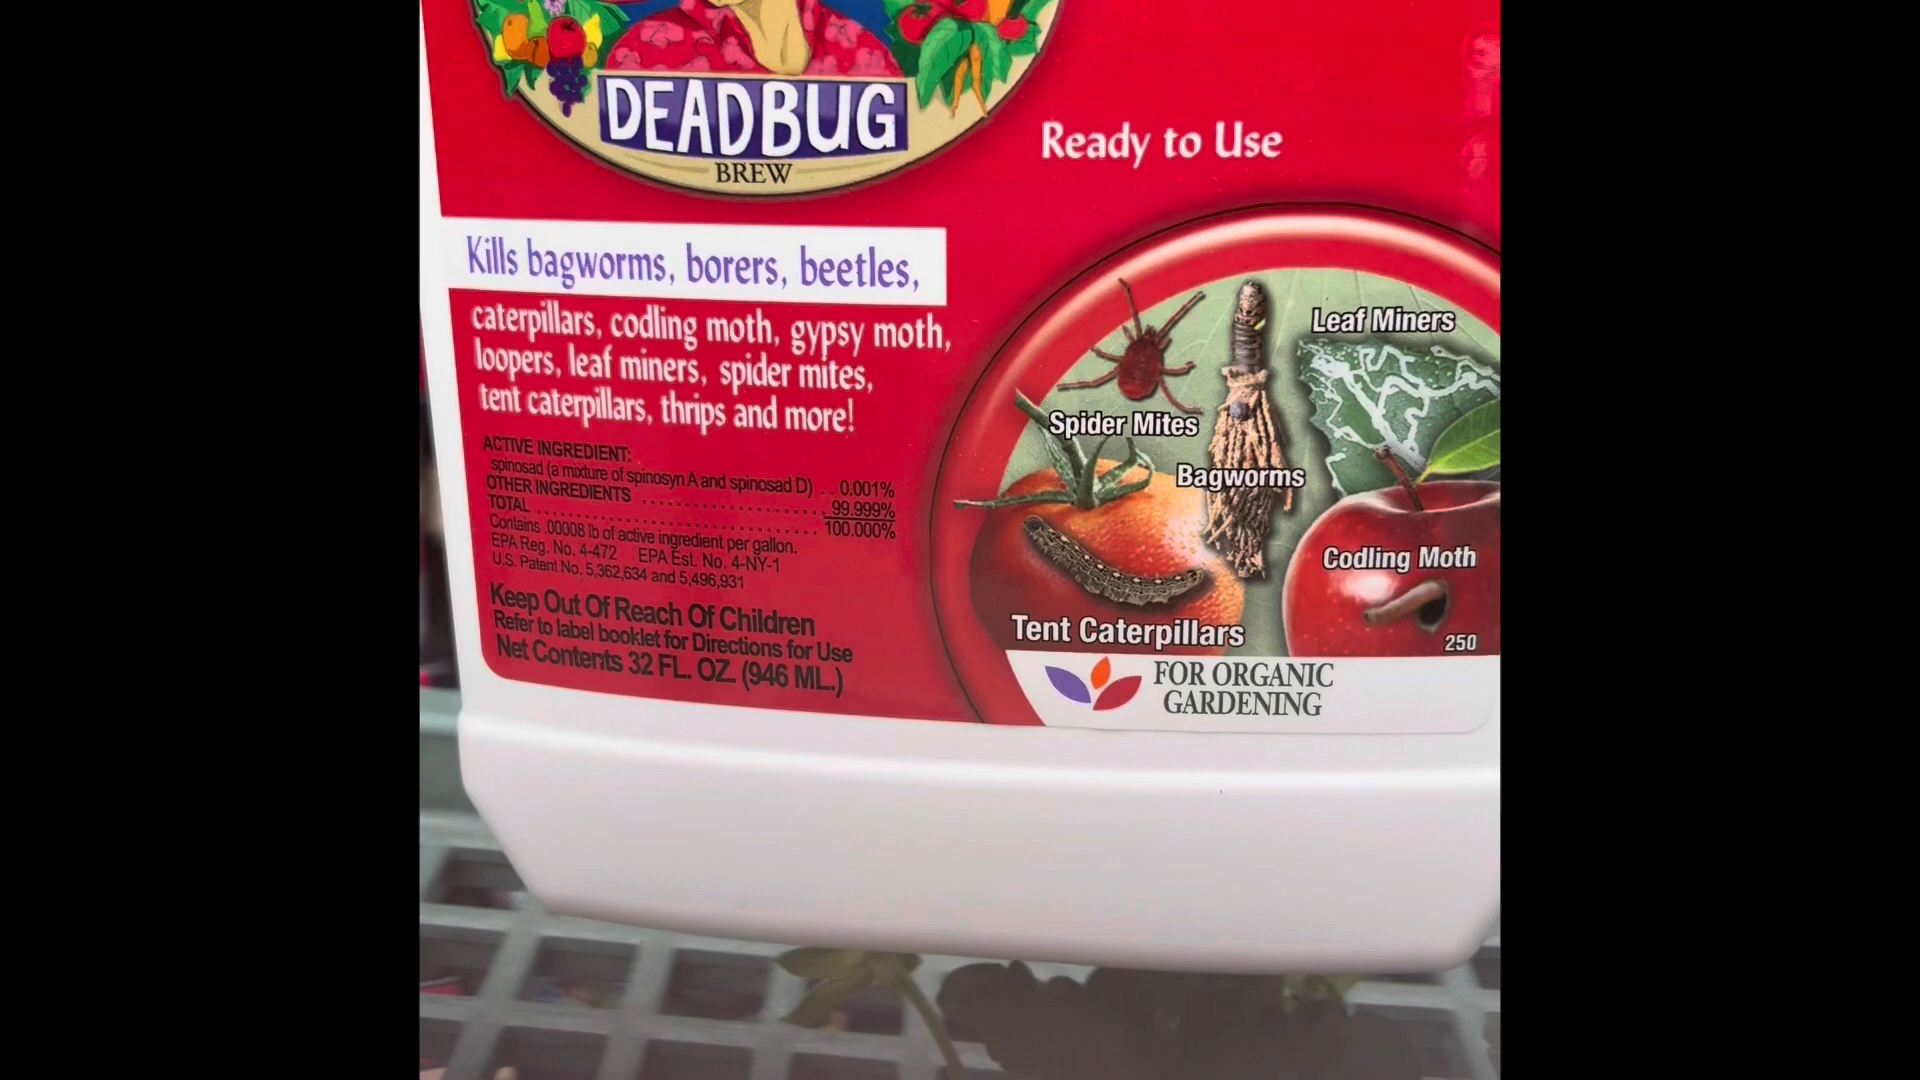 DEADBUG
BREW
Ready to Use
Kills bagworms, borers, beetles,
caterpillars, codling moth, gypsy moth,
loopers, leaf miners, spider mites,
tent caterpillars, thrips and more!
ACTIVE INGREDIENT:
spinosad (a mixture of spinosyn A and spinosad D) . . 0.001%
OTHER INGREDIENTS . . . . . . . . . . . . . . . . . . . . . 99.999%
TOTAL . . . . . . . . . . . . . . . . . . . . . . . . . . . . . . 100.000%
Contains .00008 lb of active ingredient per gallon.
EPA Reg. No. 4-472 EPA Est. No. 4-NY-1
U.S. Patent No. 5,362,634 and 5,496,931
Keep Out Of Reach Of Children
Refer to label booklet for Directions for Use
Net Contents 32 FL. OZ. (946 ML.)
Leaf Miners
Spider Mites
Bagworms
Codling Moth
Tent Caterpillars
250
FOR ORGANIC
GARDENING